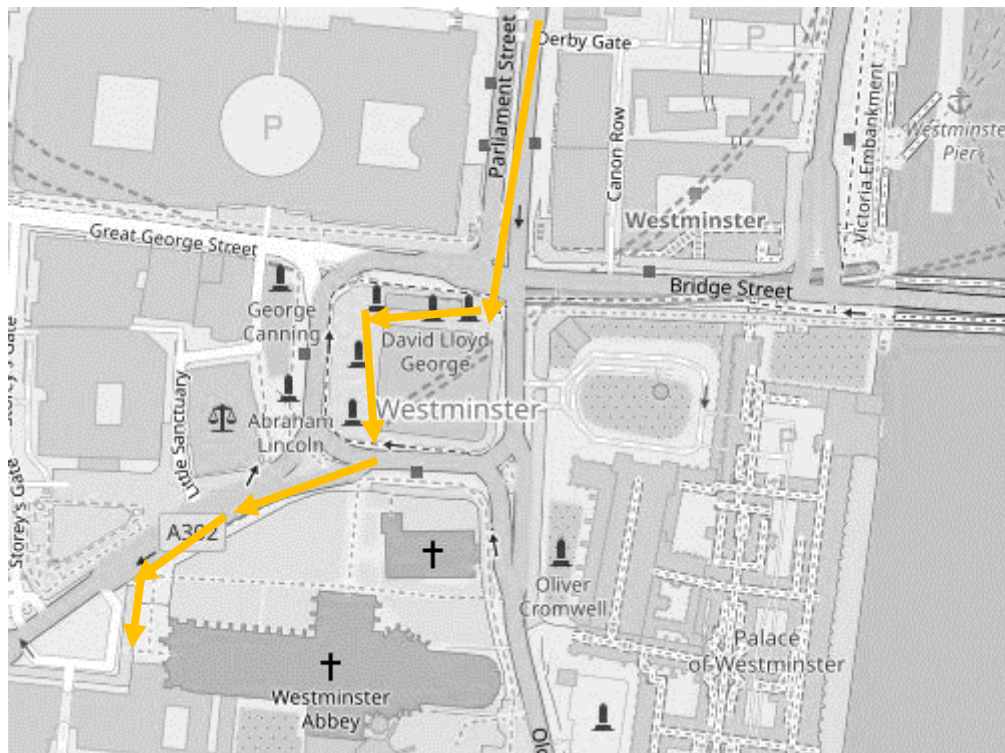 Derby Gate
P
Parliament Street
P
Victoria Embankment
Westminster
Pier
Canon Row
Westminster
Great George Street
Bridge Street
George
Canning
David Lloyd
George
Little Sanctuary
Westminster
Abraham
Lincoln
P
Storey's Gate
A302
Oliver
Cromwell
Palace
of Westminster
Westminster
Abbey
Old